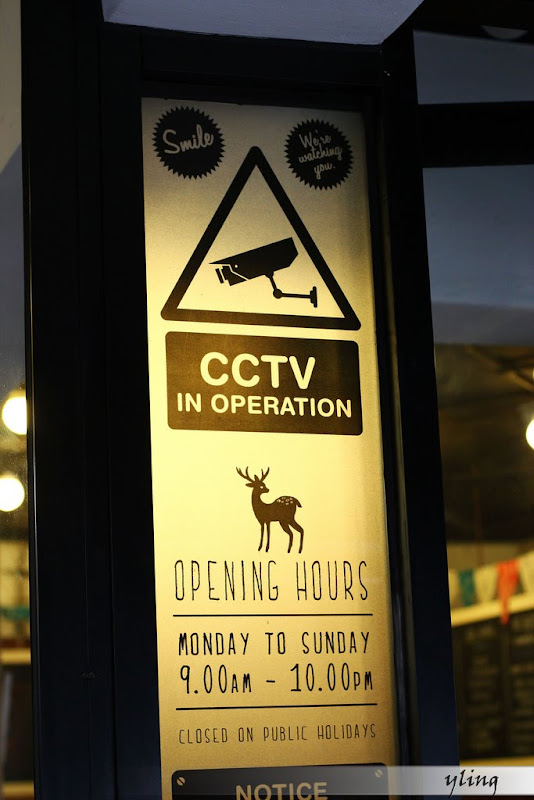 Smile
We're
watching
you.
CCTV
IN OPERATION
OPENING HOURS
MONDAY TO SUNDAY
9.00AM - 10.00PM
CLOSED ON PUBLIC HOLIDAYS
NOTICE
yling